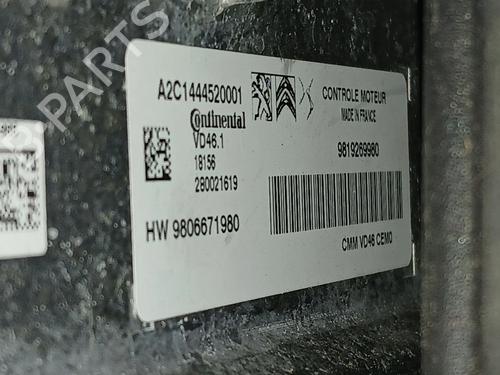 B-PARTS
A2C1444520001
Continental
VD46.1
18156
280021619
HW 9806671980
CONTROLE MOTEUR
MADE IN FRANCE
9819269980
CMM VD46 CEM0